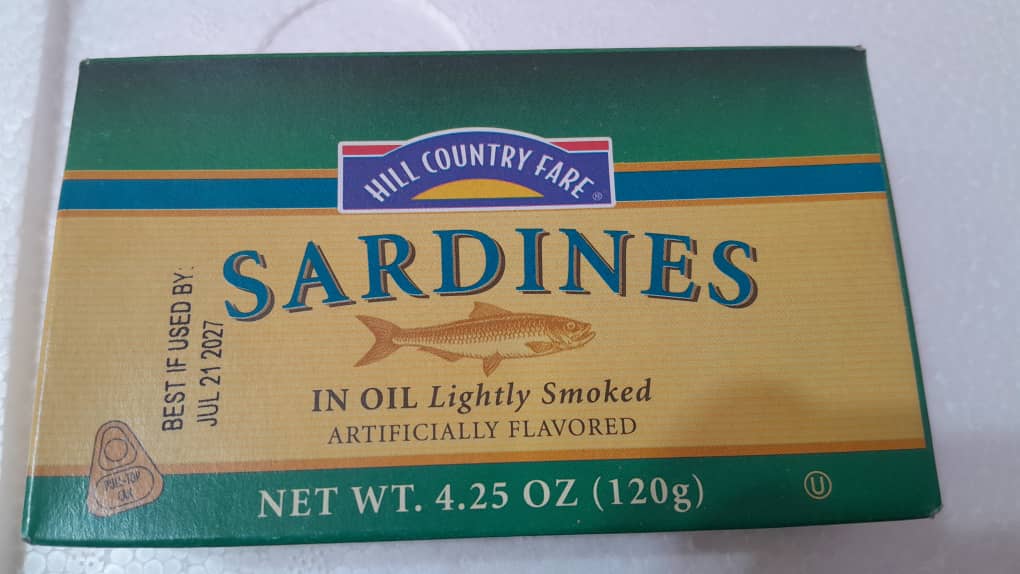 HILL COUNTRY FARE ®
SARDINES
BEST IF USED BY:
JUL 21 2027
IN OIL Lightly Smoked
ARTIFICIALLY FLAVORED
PULL-TOP
CAN
NET WT. 4.25 OZ (120g)
U